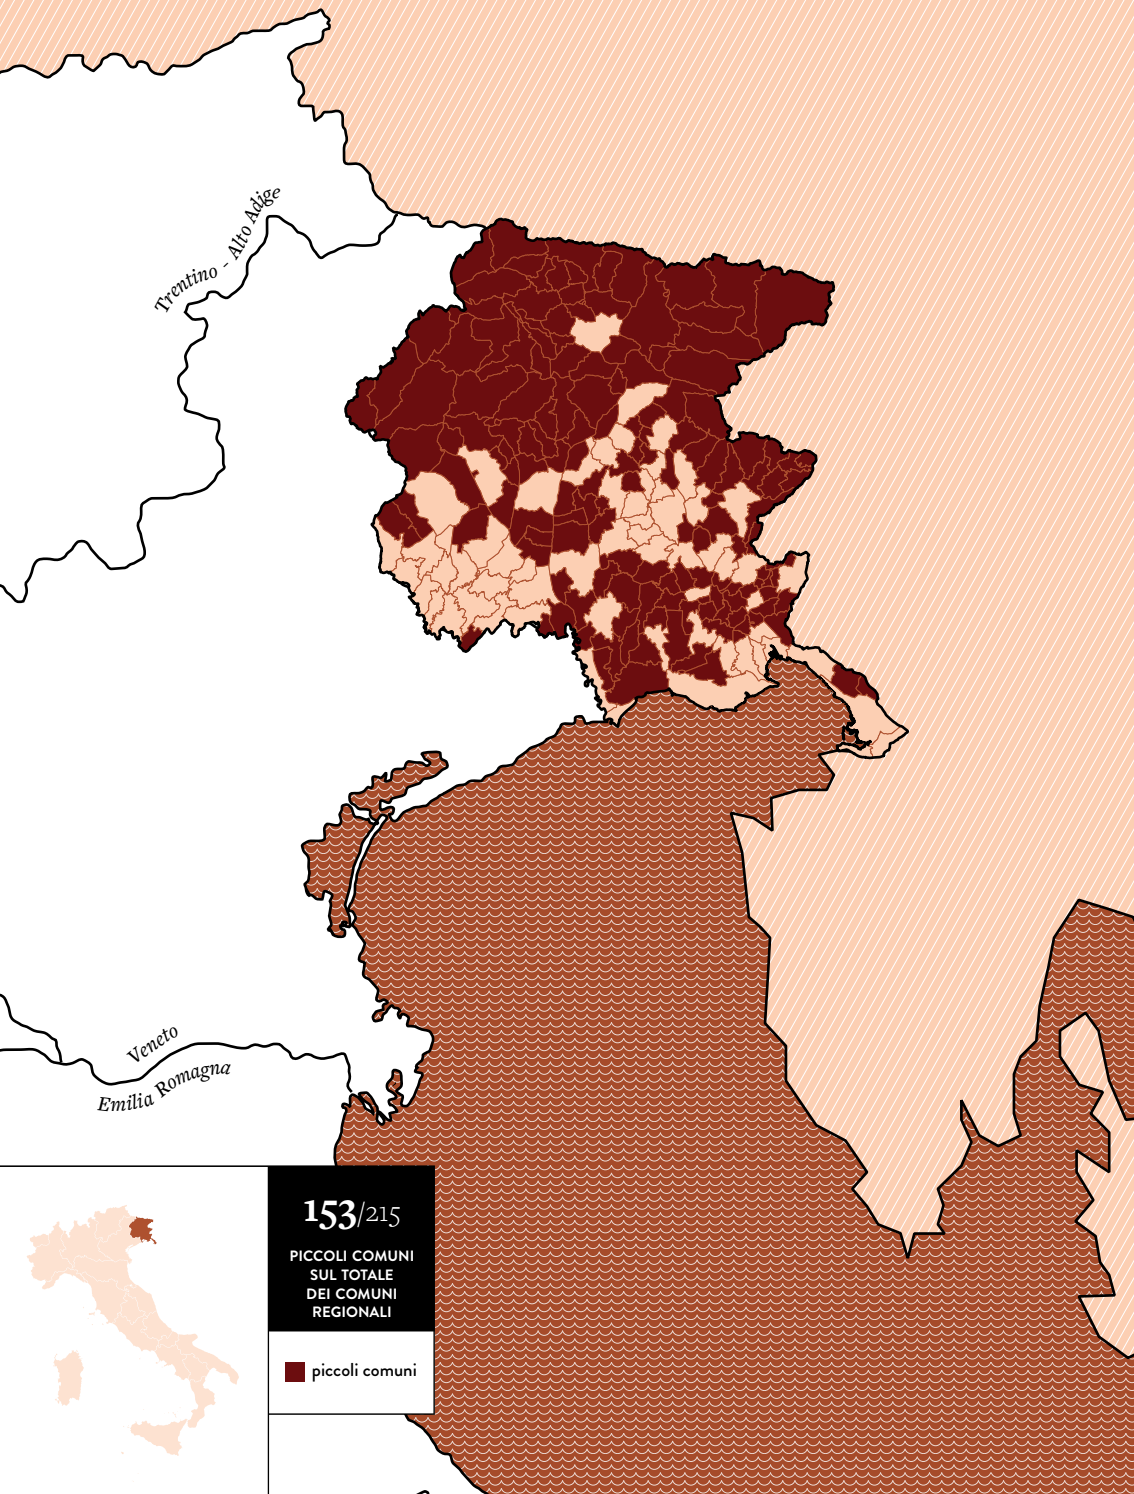 Trentino - Alto Adige
Veneto
Emilia Romagna
153/215
PICCOLI COMUNI
SUL TOTALE
DEI COMUNI
REGIONALI
piccoli comuni